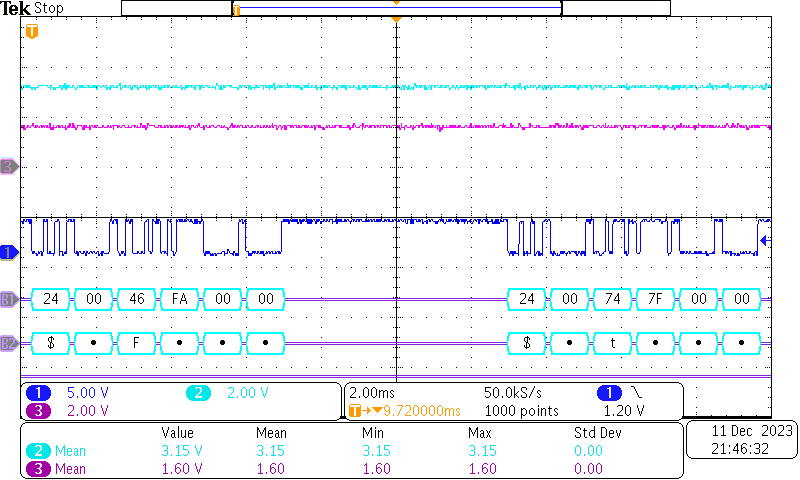 Tek Stop
T
T
3
1
B1 24 00 46 FA 00 00 24 00 74 7F 00 00
B2 $ • F • • • $ • t • • •
1 5.00 V 2 2.00 V 2.00ms 50.0kS/s 1 1.20 V
3 2.00 V T→▼9.720000ms 1000 points
Value Mean Min Max Std Dev
2 Mean 3.15 V 3.15 3.15 3.15 0.00
3 Mean 1.60 V 1.60 1.60 1.60 0.00
11 Dec 2023
21:46:32